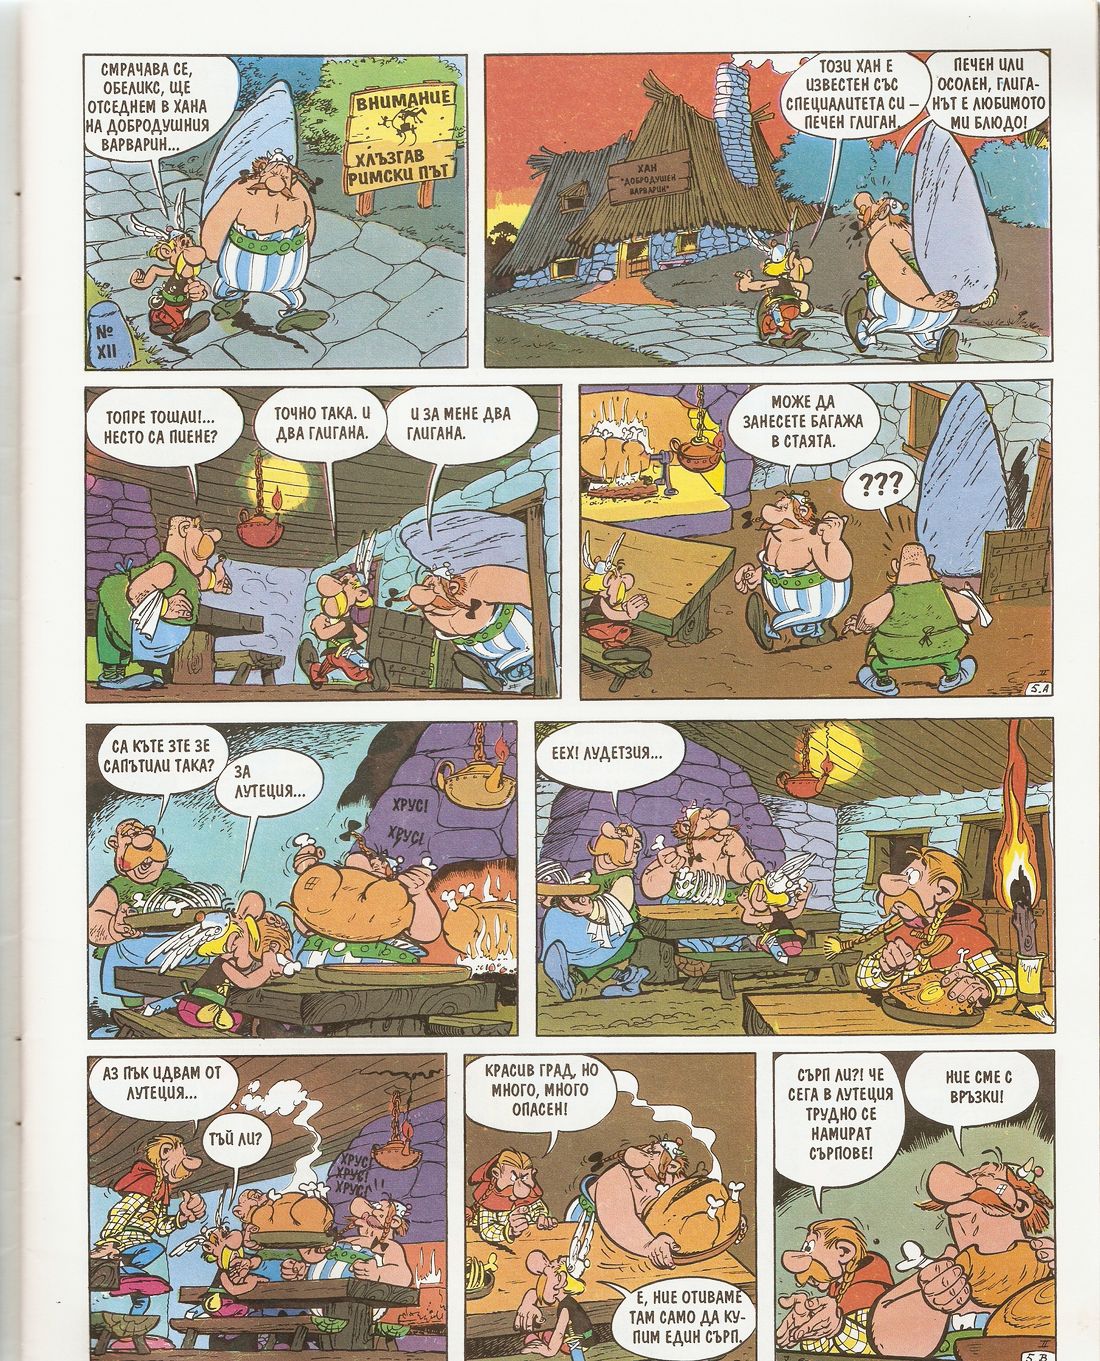 СМРАЧАВА СЕ,
ОБЕЛИКС, ЩЕ
ОТСЕДНЕМ В ХАНА
НА ДОБРОДУШНИЯ
ВАРВАРИН...
ВНИМАНИЕ
ХЛЪЗГАВ
РИМСКИ ПЪТ
№
XII
ТОЗИ ХАН Е
ИЗВЕСТЕН СЪС
СПЕЦИАЛИТЕТА СИ –
ПЕЧЕН ГЛИГАН.
ПЕЧЕН ИЛИ
ОСОЛЕН, ГЛИГА-
НЪТ Е ЛЮБИМОТО
МИ БЛЮДО!
ХАН
"ДОБРОДУШЕН
ВАРВАРИН"
ТОПРЕ ТОШЛИ!...
НЕСТО СА ПИЕНЕ?
ТОЧНО ТАКА. И
ДВА ГЛИГАНА.
И ЗА МЕНЕ ДВА
ГЛИГАНА.
МОЖЕ ДА
ЗАНЕСЕТЕ БАГАЖА
В СТАЯТА.
???
II
5.A
СА КЪТЕ ЗТЕ ЗЕ
САПЪТИЛИ ТАКА?
ЗА
ЛУТЕЦИЯ...
ХРУС!
ХРУС!
ЕЕХ! ЛУДЕТЗИЯ...
АЗ ПЪК ИДВАМ ОТ
ЛУТЕЦИЯ...
ТЪЙ ЛИ?
ХРУС!
ХРУС!
ХРУС!!
КРАСИВ ГРАД, НО
МНОГО, МНОГО
ОПАСЕН!
Е, НИЕ ОТИВАМЕ
ТАМ САМО ДА КУ-
ПИМ ЕДИН СЪРП.
СЪРП ЛИ?! ЧЕ
СЕГА В ЛУТЕЦИЯ
ТРУДНО СЕ
НАМИРАТ
СЪРПОВЕ!
НИЕ СМЕ С
ВРЪЗКИ!
II
5.B